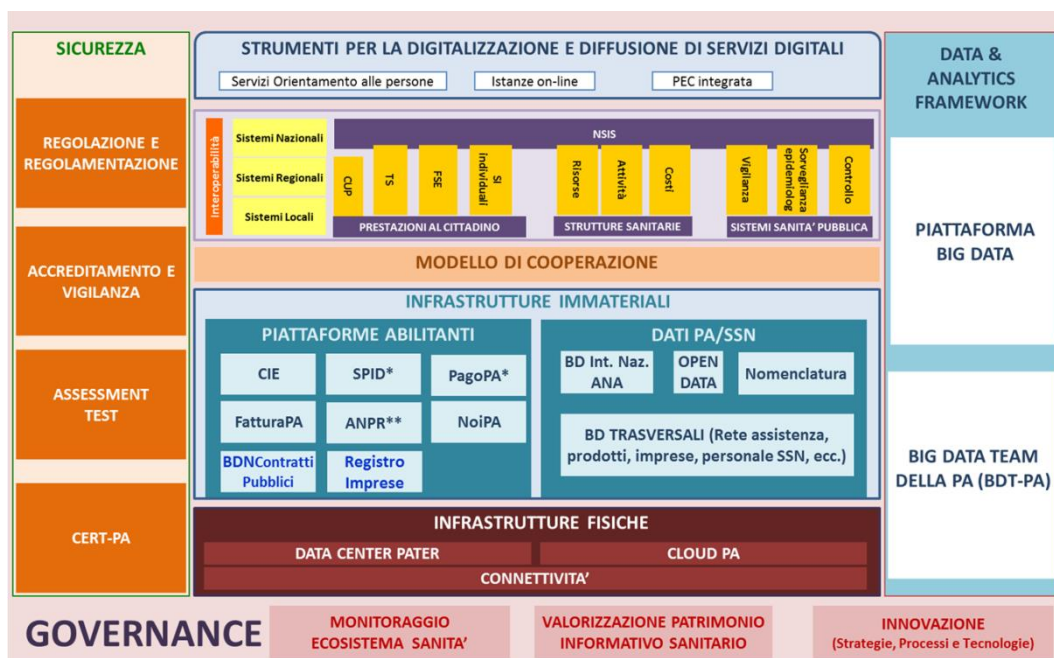 SICUREZZA
REGOLAZIONE E
REGOLAMENTAZIONE
ACCREDITAMENTO E
VIGILANZA
ASSESSMENT
TEST
CERT-PA
STRUMENTI PER LA DIGITALIZZAZIONE E DIFFUSIONE DI SERVIZI DIGITALI
Servizi Orientamento alle persone
Istanze on-line
PEC integrata
Interoperabilità
Sistemi Nazionali
Sistemi Regionali
Sistemi Locali
NSIS
CUP
TS
FSE
SI
individuali
Risorse
Attività
Costi
Vigilanza
Sorveglianza
epidemiolog
Controllo
PRESTAZIONI AL CITTADINO
STRUTTURE SANITARIE
SISTEMI SANITA' PUBBLICA
MODELLO DI COOPERAZIONE
INFRASTRUTTURE IMMATERIALI
PIATTAFORME ABILITANTI
CIE
SPID*
PagoPA*
FatturaPA
ANPR**
NoiPA
BDNContratti
Pubblici
Registro
Imprese
DATI PA/SSN
BD Int. Naz.
ANA
OPEN
DATA
Nomenclatura
BD TRASVERSALI (Rete assistenza,
prodotti, imprese, personale SSN, ecc.)
INFRASTRUTTURE FISICHE
DATA CENTER PATER
CLOUD PA
CONNETTIVITA'
DATA &
ANALYTICS
FRAMEWORK
PIATTAFORMA
BIG DATA
BIG DATA TEAM
DELLA PA (BDT-PA)
GOVERNANCE
MONITORAGGIO
ECOSISTEMA SANITA'
VALORIZZAZIONE PATRIMONIO
INFORMATIVO SANITARIO
INNOVAZIONE
(Strategie, Processi e Tecnologie)